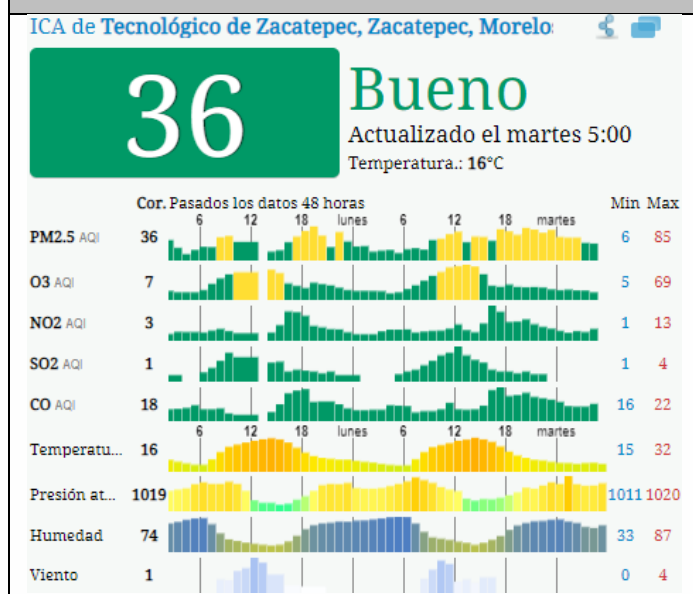 ICA de Tecnológico de Zacatepec, Zacatepec, Morelo
36
Bueno
Actualizado el martes 5:00
Temperatura.: 16°C
Cor. Pasados los datos 48 horas Min Max
6 12 18 lunes 6 12 18 martes
PM2.5 AQI 36 6 85
O3 AQI 7 5 69
NO2 AQI 3 1 13
SO2 AQI 1 1 4
CO AQI 18 16 22
6 12 18 lunes 6 12 18 martes
Temperatu... 16 15 32
Presión at... 1019 1011 1020
Humedad 74 33 87
Viento 1 0 4